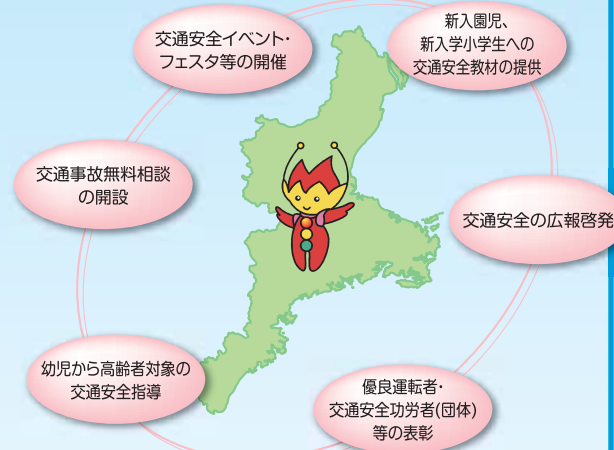 交通安全イベント・
フェスタ等の開催
新入園児、
新入学小学生への
交通安全教材の提供
交通事故無料相談
の開設
交通安全の広報啓発
幼児から高齢者対象の
交通安全指導
優良運転者・
交通安全功労者(団体)
等の表彰